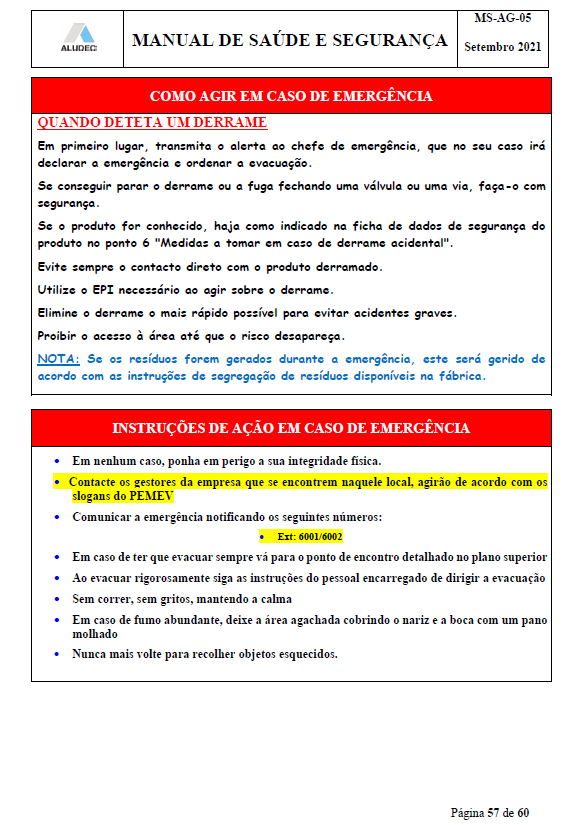 ALUDEC
MANUAL DE SAÚDE E SEGURANÇA
MS-AG-05
Setembro 2021
COMO AGIR EM CASO DE EMERGÊNCIA
QUANDO DETETA UM DERRAME
Em primeiro lugar, transmita o alerta ao chefe de emergência, que no seu caso irá
declarar a emergência e ordenar a evacuação.
Se conseguir parar o derrame ou a fuga fechando uma válvula ou uma via, faça-o com
segurança.
Se o produto for conhecido, haja como indicado na ficha de dados de segurança do
produto no ponto 6 "Medidas a tomar em caso de derrame acidental".
Evite sempre o contacto direto com o produto derramado.
Utilize o EPI necessário ao agir sobre o derrame.
Elimine o derrame o mais rápido possível para evitar acidentes graves.
Proibir o acesso à área até que o risco desapareça.
NOTA: Se os resíduos forem gerados durante a emergência, este será gerido de
acordo com as instruções de segregação de resíduos disponíveis na fábrica.
INSTRUÇÕES DE AÇÃO EM CASO DE EMERGÊNCIA
• Em nenhum caso, ponha em perigo a sua integridade física.
• Contacte os gestores da empresa que se encontrem naquele local, agirão de acordo com os
slogans do PEMEV
• Comunicar a emergência notificando os seguintes números:
• Ext: 6001/6002
• Em caso de ter que evacuar sempre vá para o ponto de encontro detalhado no plano superior
• Ao evacuar rigorosamente siga as instruções do pessoal encarregado de dirigir a evacuação
• Sem correr, sem gritos, mantendo a calma
• Em caso de fumo abundante, deixe a área agachada cobrindo o nariz e a boca com um pano
molhado
• Nunca mais volte para recolher objetos esquecidos.
Página 57 de 60